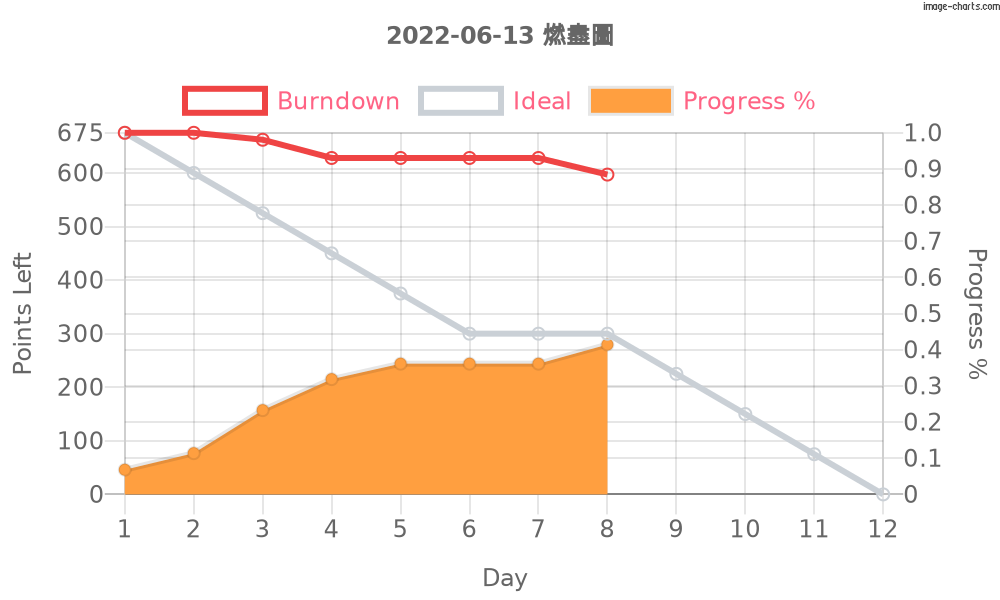 image-charts.com
2022-06-13 燃盡圖
Burndown Ideal Progress %
675 1.0
600 0.9
0.8
500 0.7
400 0.6
300 0.5
0.4
200 0.3
0.2
100 0.1
0 0
Points Left
Progress %
1 2 3 4 5 6 7 8 9 10 11 12
Day